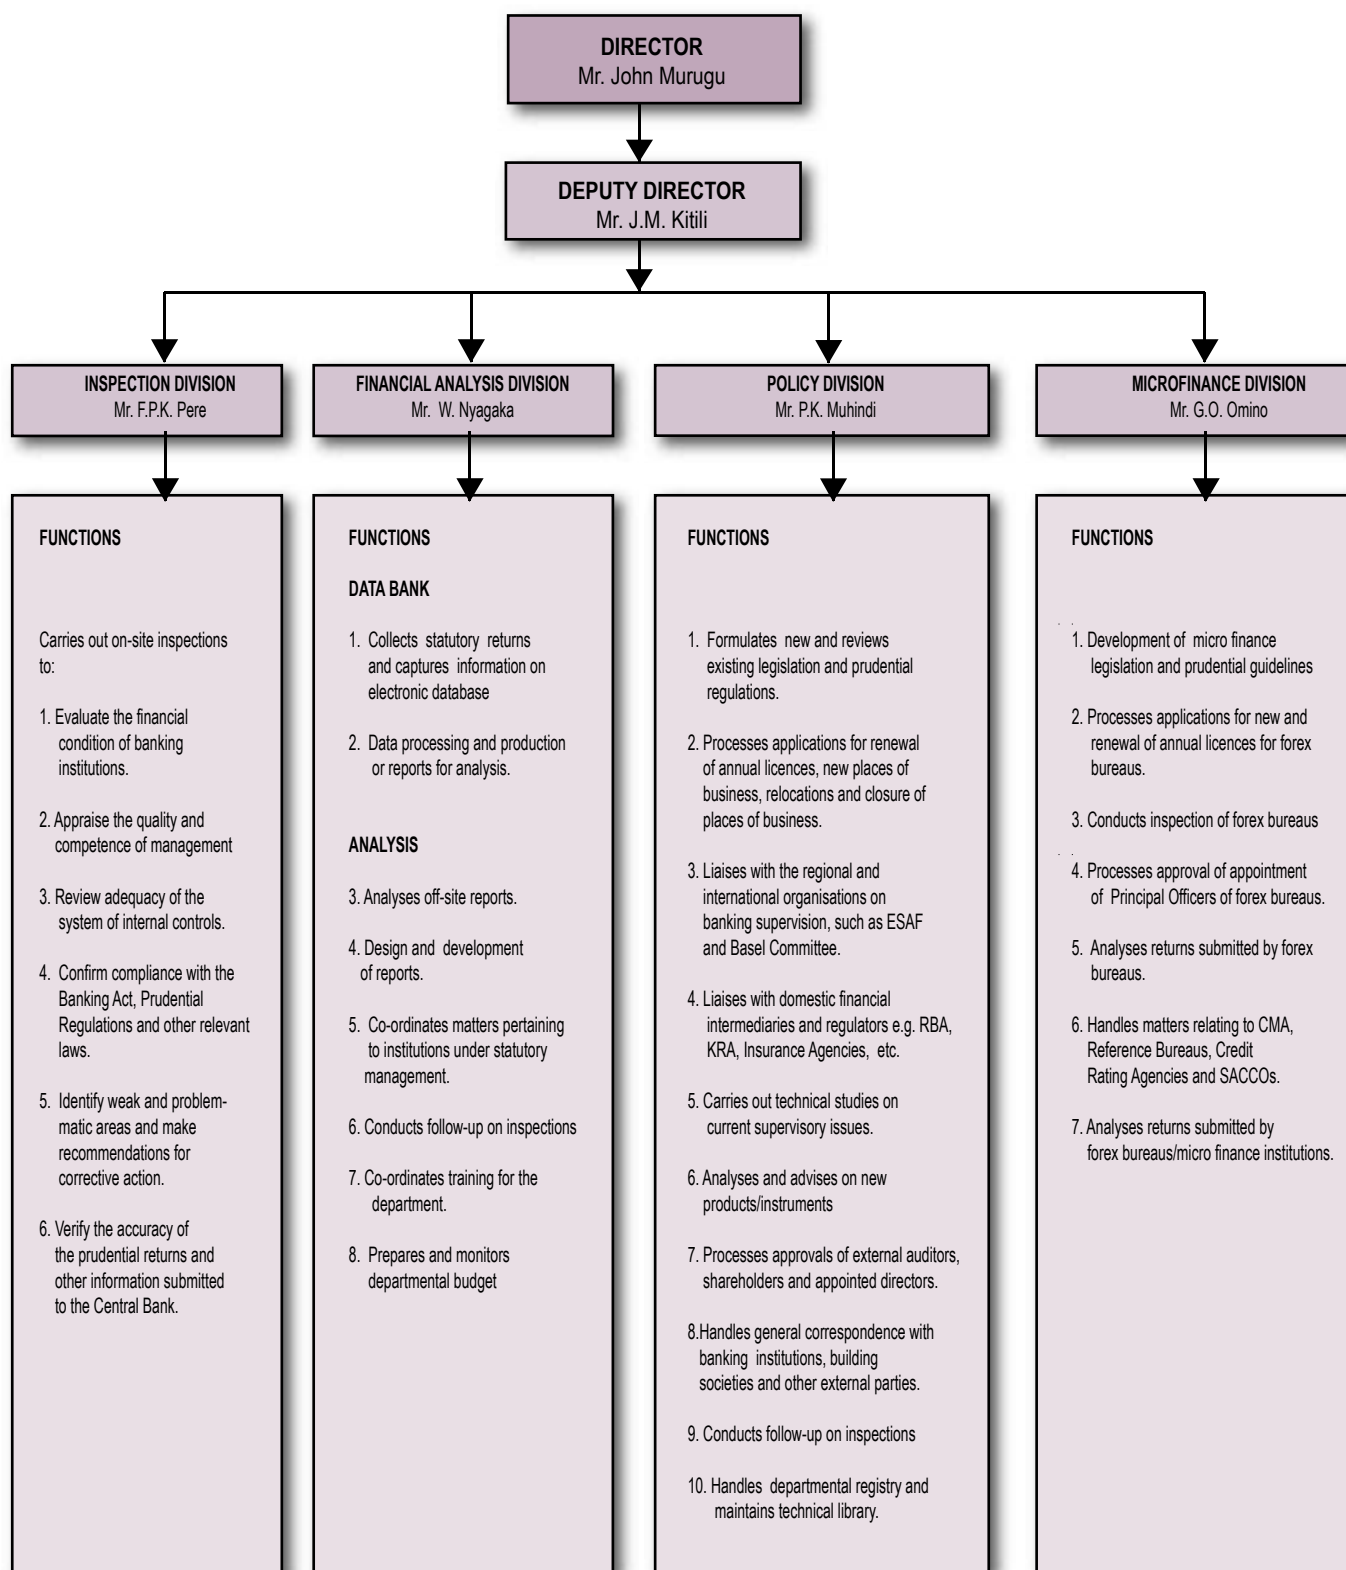 DIRECTOR
Mr. John Murugu
DEPUTY DIRECTOR
Mr. J.M. Kitili
INSPECTION DIVISION
Mr. F.P.K. Pere
FUNCTIONS
Carries out on-site inspections
to:
1. Evaluate the financial
condition of banking
institutions.
2. Appraise the quality and
competence of management
3. Review adequacy of the
system of internal controls.
4. Confirm compliance with the
Banking Act, Prudential
Regulations and other relevant
laws.
5. Identify weak and problem-
matic areas and make
recommendations for
corrective action.
6. Verify the accuracy of
the prudential returns and
other information submitted
to the Central Bank.
FINANCIAL ANALYSIS DIVISION
Mr. W. Nyagaka
FUNCTIONS
DATA BANK
1. Collects statutory returns
and captures information on
electronic database
2. Data processing and production
or reports for analysis.
ANALYSIS
3. Analyses off-site reports.
4. Design and development
of reports.
5. Co-ordinates matters pertaining
to institutions under statutory
management.
6. Conducts follow-up on inspections
7. Co-ordinates training for the
department.
8. Prepares and monitors
departmental budget
POLICY DIVISION
Mr. P.K. Muhindi
FUNCTIONS
1. Formulates new and reviews
existing legislation and prudential
regulations.
2. Processes applications for renewal
of annual licences, new places of
business, relocations and closure of
places of business.
3. Liaises with the regional and
international organisations on
banking supervision, such as ESAF
and Basel Committee.
4. Liaises with domestic financial
intermediaries and regulators e.g. RBA,
KRA, Insurance Agencies, etc.
5. Carries out technical studies on
current supervisory issues.
6. Analyses and advises on new
products/instruments
7. Processes approvals of external auditors,
shareholders and appointed directors.
8.Handles general correspondence with
banking institutions, building
societies and other external parties.
9. Conducts follow-up on inspections
10. Handles departmental registry and
maintains technical library.
MICROFINANCE DIVISION
Mr. G.O. Omino
FUNCTIONS
1. Development of micro finance
legislation and prudential guidelines
2. Processes applications for new and
renewal of annual licences for forex
bureaus.
3. Conducts inspection of forex bureaus
4. Processes approval of appointment
of Principal Officers of forex bureaus.
5. Analyses returns submitted by forex
bureaus.
6. Handles matters relating to CMA,
Reference Bureaus, Credit
Rating Agencies and SACCOs.
7. Analyses returns submitted by
forex bureaus/micro finance institutions.